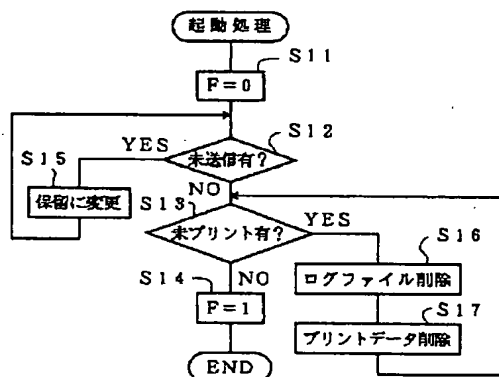 起動処理
S11
F=0
S12
未送信有?
YES
S15
保留に変更
NO
S13
未プリント有?
YES
S16
ログファイル削除
S17
プリントデータ削除
S14
NO
F=1
END